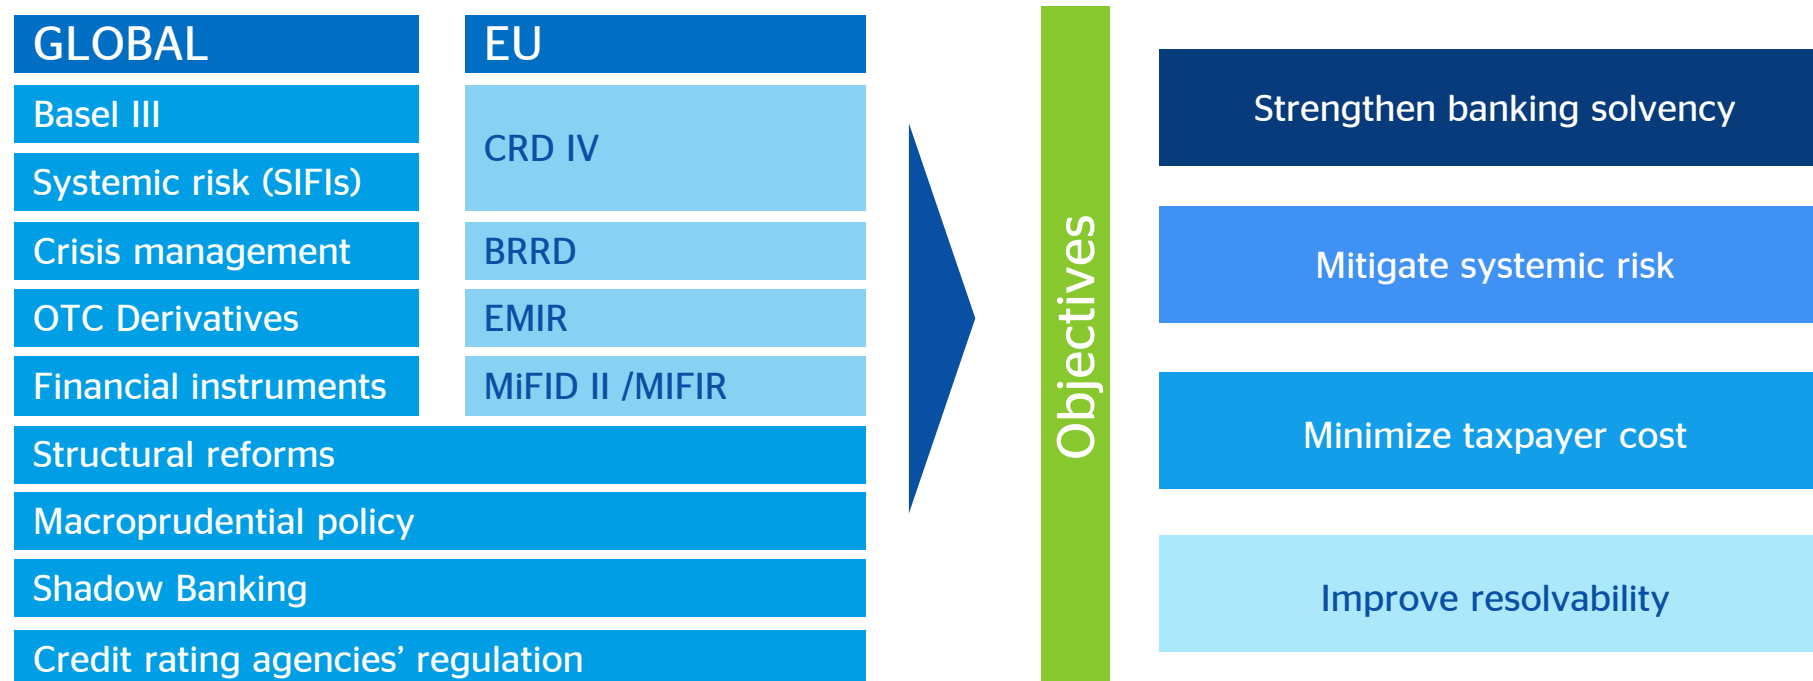 GLOBAL
EU
Basel III
Systemic risk (SIFIs)
CRD IV
Crisis management
BRRD
OTC Derivatives
EMIR
Financial instruments
MiFID II /MIFIR
Structural reforms
Macroprudential policy
Shadow Banking
Credit rating agencies’ regulation
Objectives
Strengthen banking solvency
Mitigate systemic risk
Minimize taxpayer cost
Improve resolvability